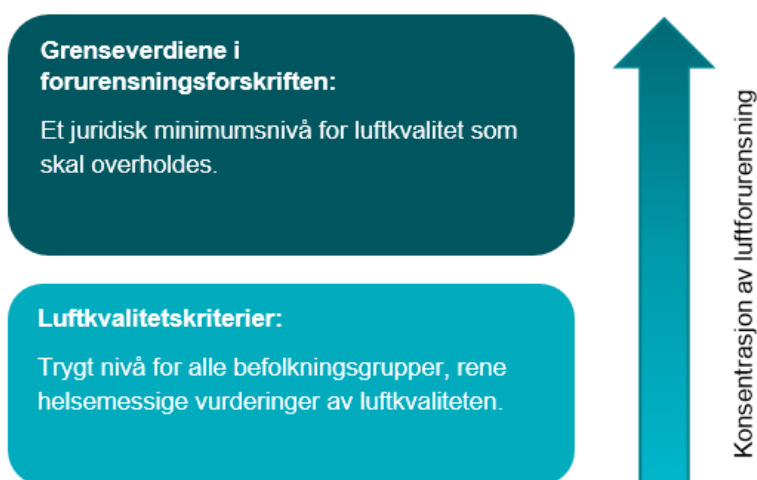 Grenseverdiene i
forurensningsforskriften:
Et juridisk minimumsnivå for luftkvalitet som
skal overholdes.
Luftkvalitetskriterier:
Trygt nivå for alle befolkningsgrupper, rene
helsemessige vurderinger av luftkvaliteten.
Konsentrasjon av luftforurensning